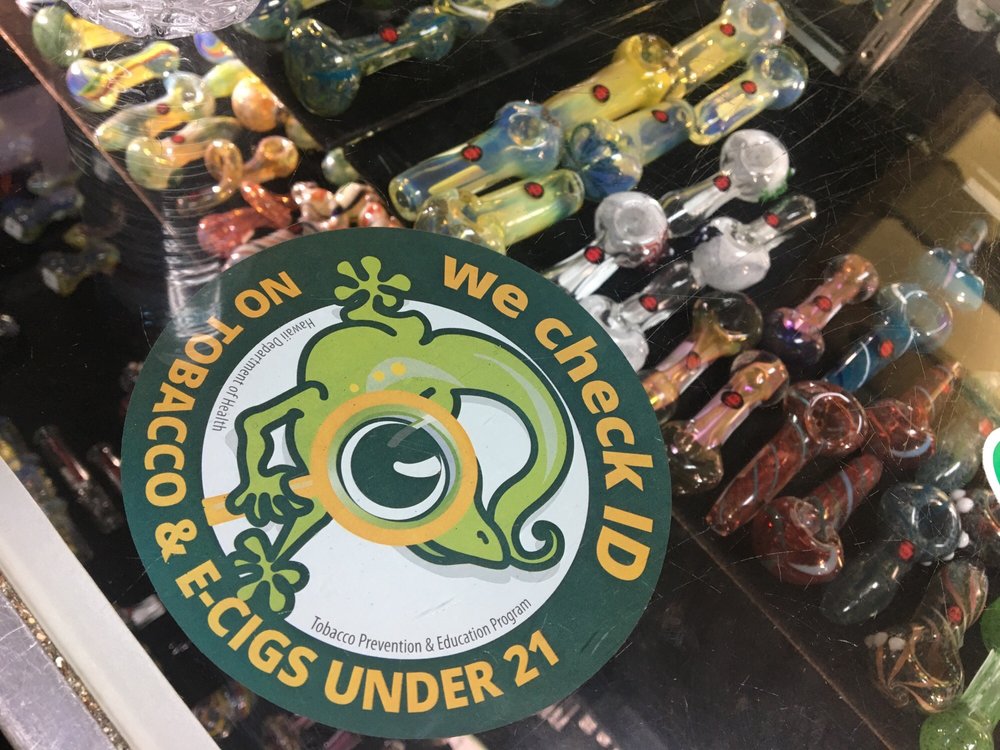 We check ID
NO TOBACCO & E-CIGS UNDER 21
Hawaii Department of Health
Tobacco Prevention & Education Program